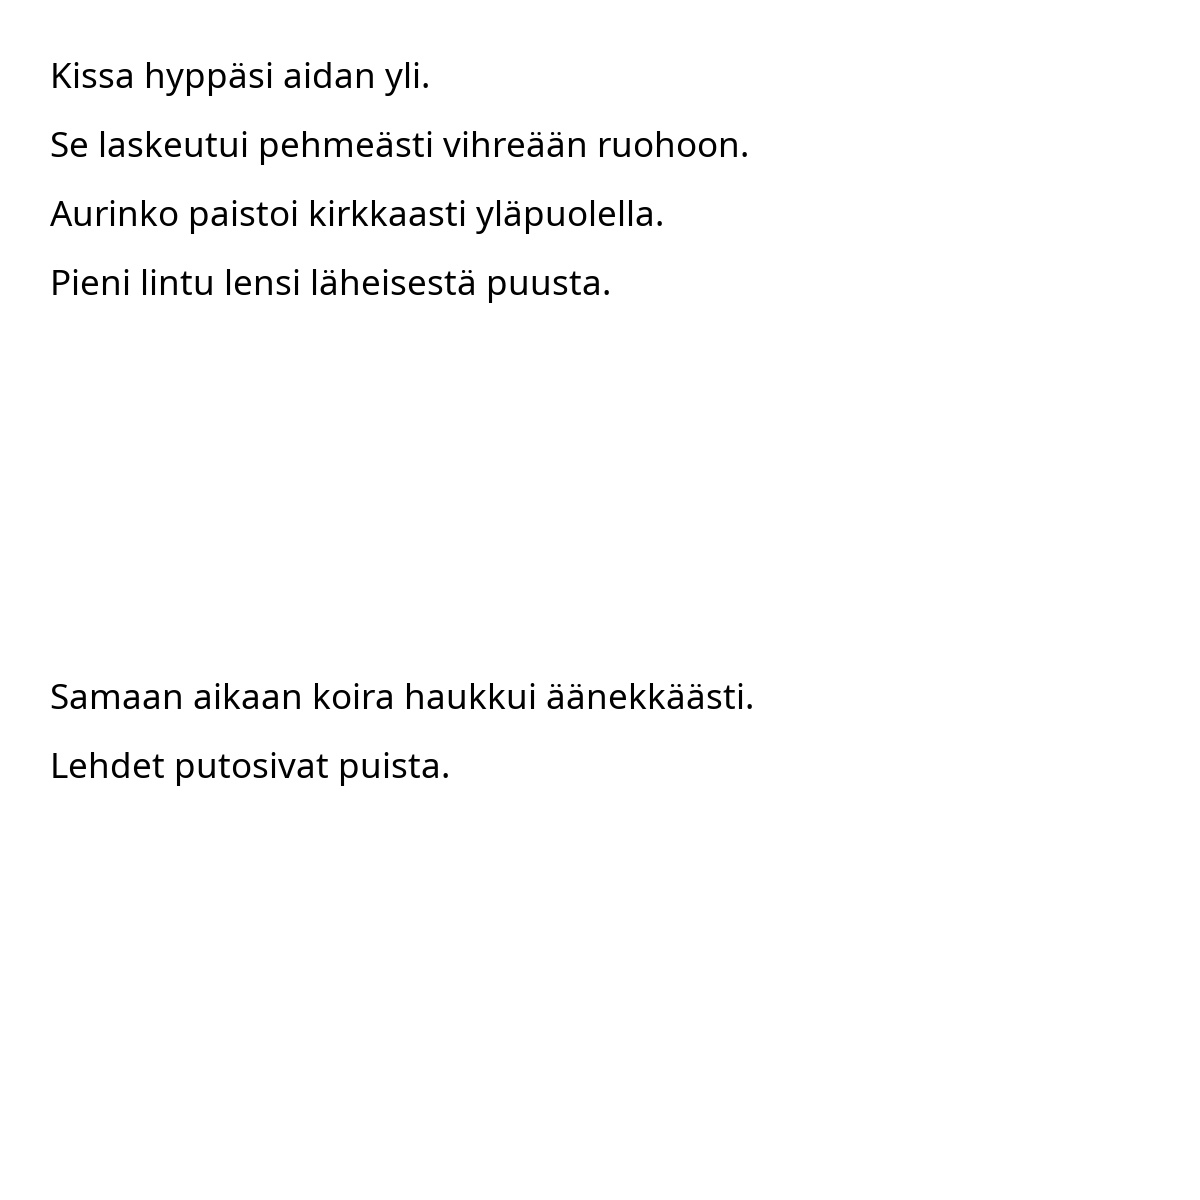 Kissa hyppäsi aidan yli.
Se laskeutui pehmeästi vihreään ruohoon.
Aurinko paistoi kirkkaasti yläpuolella.
Pieni lintu lensi läheisestä puusta.
Samaan aikaan koira haukkui äänekkäästi.
Lehdet putosivat puista.